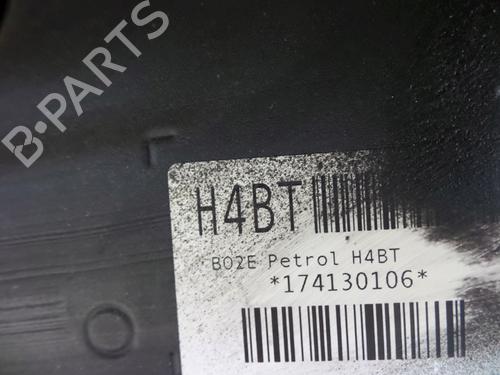 B-PARTS
H4BT
B02E Petrol H4BT
*174130106*